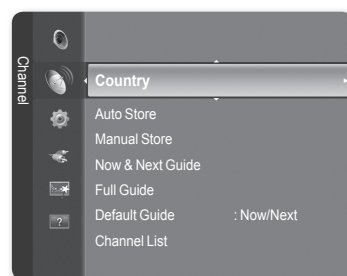 Channel
Country
Auto Store
Manual Store
Now & Next Guide
Full Guide
Default Guide : Now/Next
Channel List
?